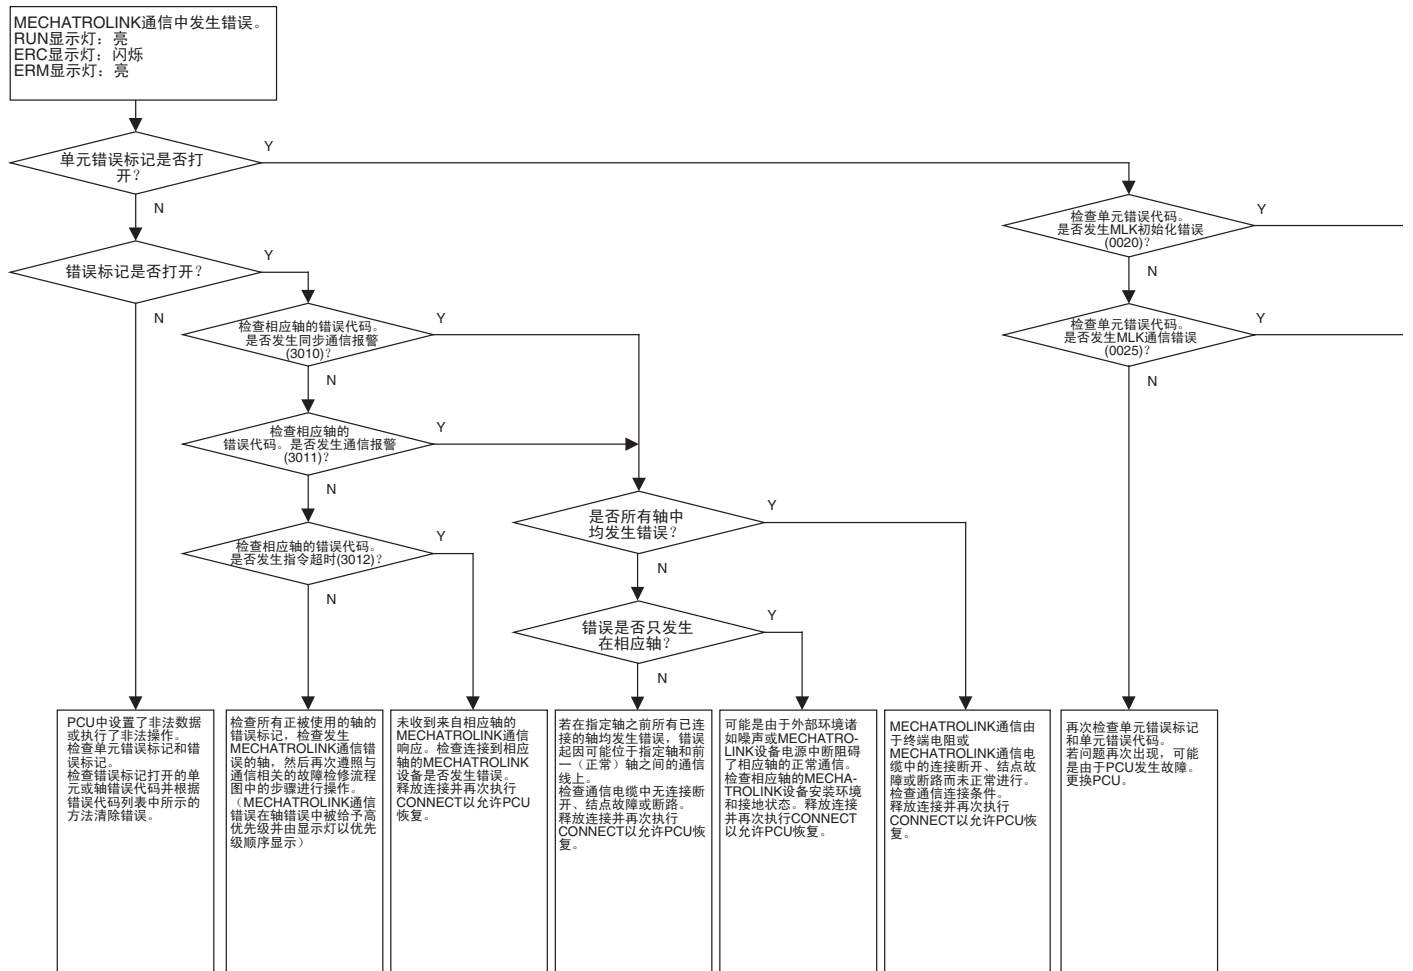 MECHATROLINK通信中发生错误。
RUN显示灯：亮
ERC显示灯：闪烁
ERM显示灯：亮
单元错误标记是否打
开？
Y
N
错误标记是否打开？
Y
N
检查单元错误代码。
是否发生MLK初始化错误
(0020)？
Y
N
检查单元错误代码。
是否发生MLK通信错误
(0025)？
Y
N
检查相应轴的错误代码。
是否发生同步通信报警
(3010)？
Y
N
检查相应轴的
错误代码。是否发生通信报警
(3011)？
Y
N
检查相应轴的错误代码。
是否发生指令超时(3012)？
Y
N
是否所有轴中
均发生错误？
Y
N
错误是否只发生
在相应轴？
Y
N
PCU中设置了非法数据
或执行了非法操作。
检查单元错误标记和错
误标记。
检查错误标记打开的单
元或轴错误代码并根据
错误代码列表中所示的
方法清除错误。
检查所有正被使用的轴的
错误标记，检查发生
MECHATROLINK通信错
误的轴，然后再次遵照与
通信相关的故障检修流程
图中的步骤进行操作。
（MECHATROLINK通信
错误在轴错误中被给予高
优先级并由显示灯以优先
级顺序显示）
未收到来自相应轴的
MECHATROLINK通信
响应。检查连接到相应
轴的MECHATROLINK
设备是否发生错误。
释放连接并再次执行
CONNECT以允许PCU
恢复。
若在指定轴之前所有已连
接的轴均发生错误，错误
起因可能位于指定轴和前
一（正常）轴之间的通信
线上。
检查通信电缆中无连接断
开、结点故障或断路。
释放连接并再次执行
CONNECT以允许PCU恢
复。
可能是由于外部环境诸
如噪声或MECHATRO-
LINK设备电源中断阻碍
了相应轴的正常通信。
检查相应轴的MECHA-
TROLINK设备安装环境
和接地状态。释放连接
并再次执行CONNECT
以允许PCU恢复。
MECHATROLINK通信由
于终端电阻或
MECHATROLINK通信电
缆中的连接断开、结点故
障或断路而未正常进行。
检查通信连接条件。
释放连接并再次执行
CONNECT以允许PCU恢
复。
再次检查单元错误标记
和单元错误代码。
若问题再次出现，可能
是由于PCU发生故障。
更换PCU。